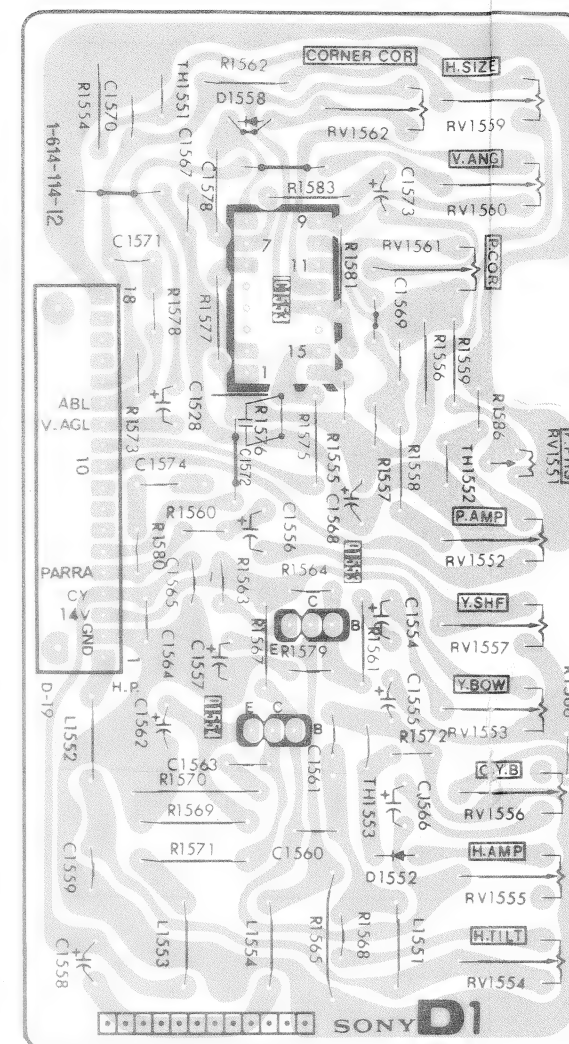 R1562
CORNER COR
H.SIZE
TH1551
C1570
R1554
D1558
RV1562
RV1559
1-614-114-12
C1567
C1578
V.ANG
R1583
C1573
RV1560
9
7
RV1561
P.COR
C1571
11
R1581
C1569
18
R1578
R1577
R1556
R1559
15
1
ABL
V.AGL
R1573
C1528
R1576
R1575
R1586
10
C1574
C1572
R1555
R1557
R1558
TH1552
RV1551
R1560
C1556
C1568
P.AMP
RV1552
PARRA
R1580
C1565
R1563
R1564
CY
14V
GND
C
B
C1554
Y.SHF
E
R1579
RV1557
1
C1564
C1557
R1567
R1561
D-19
H.P.
L1552
C1562
E
C
B
C1555
Y.BOW
RV1553
R1572
C1563
R1570
C1561
TH1553
C1566
C.Y.B
RV1556
R1569
R1571
C1560
D1552
H.AMP
RV1555
C1559
C1558
L1553
L1554
R1565
R1568
L1551
H.TILT
RV1554
SONY D1